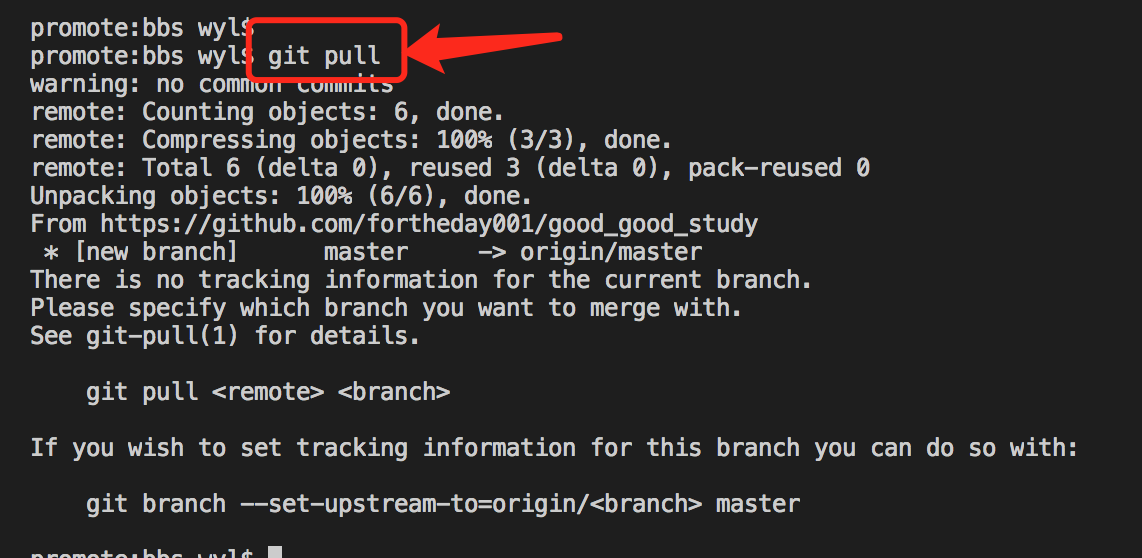 promote:bbs wyl$
promote:bbs wyl$ git pull
warning: no common commits
remote: Counting objects: 6, done.
remote: Compressing objects: 100% (3/3), done.
remote: Total 6 (delta 0), reused 3 (delta 0), pack-reused 0
Unpacking objects: 100% (6/6), done.
From https://github.com/fortheday001/good_good_study
 * [new branch]      master     -> origin/master
There is no tracking information for the current branch.
Please specify which branch you want to merge with.
See git-pull(1) for details.

    git pull <remote> <branch>

If you wish to set tracking information for this branch you can do so with:

    git branch --set-upstream-to=origin/<branch> master

promote:bbs wyl$